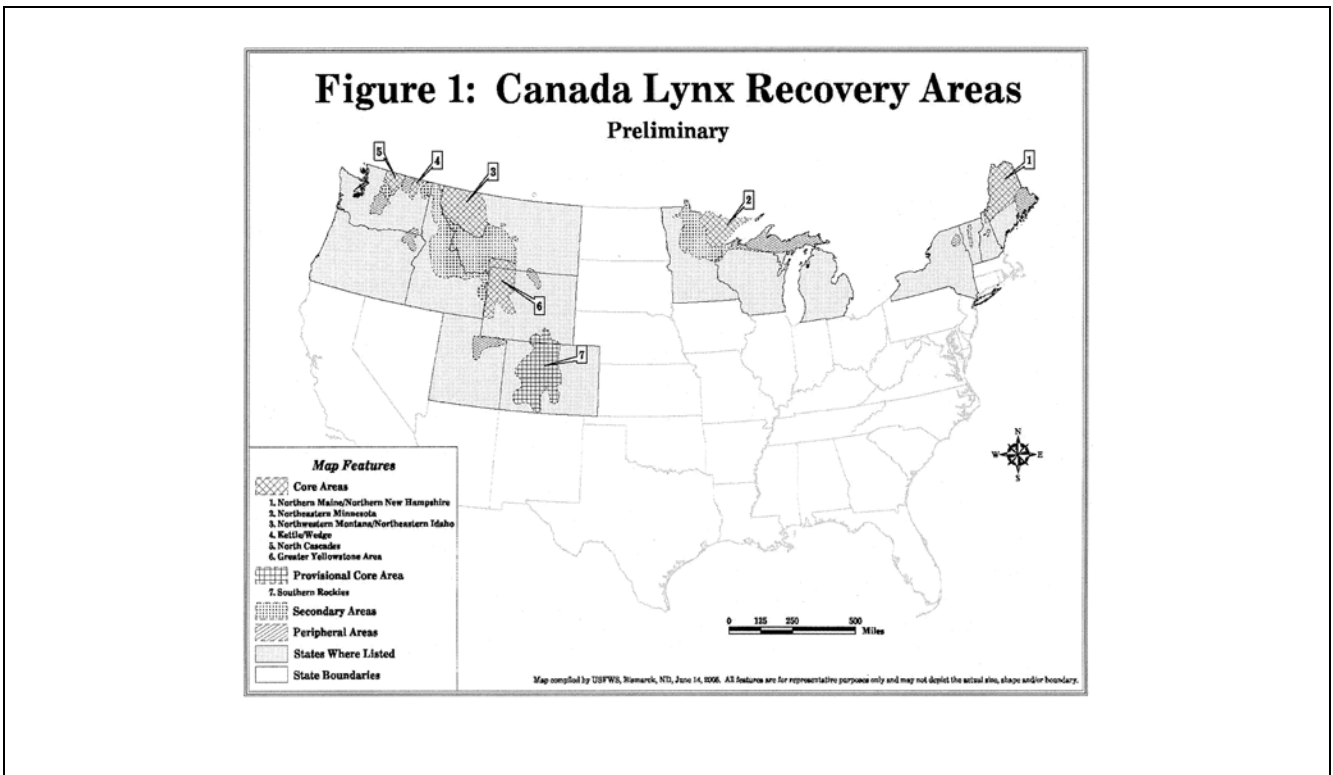 Figure 1: Canada Lynx Recovery Areas
Preliminary
5
4
3
2
1
6
7
N
W
E
S
Map Features
Core Areas
1. Northern Maine/Northern New Hampshire
2. Northeastern Minnesota
3. Northwestern Montana/Northeastern Idaho
4. Kettle/Wedge
5. North Cascades
6. Greater Yellowstone Area
Provisional Core Area
7. Southern Rockies
Secondary Areas
Peripheral Areas
States Where Listed
State Boundaries
0 125 250 500
Miles
Map compiled by USFWS, Bismarck, ND, June 14, 2005. All features are for representative purposes only and may not depict the actual size, shape and/or boundary.